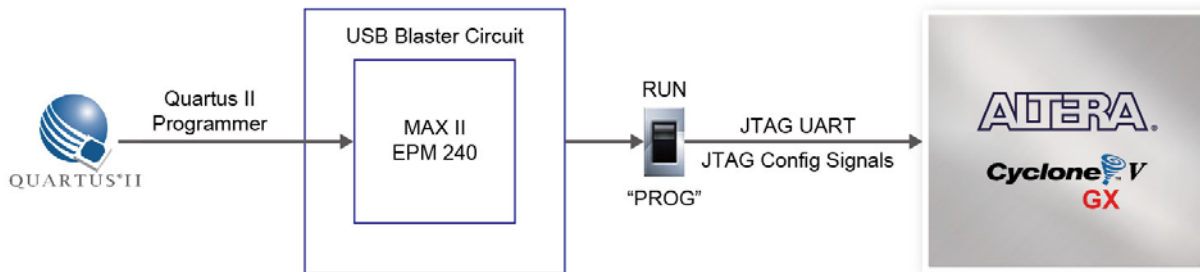 USB Blaster Circuit
Quartus II
Programmer
QUARTUS®II
MAX II
EPM 240
RUN
"PROG"
JTAG UART
JTAG Config Signals
ALTERA®
Cyclone™ V
GX